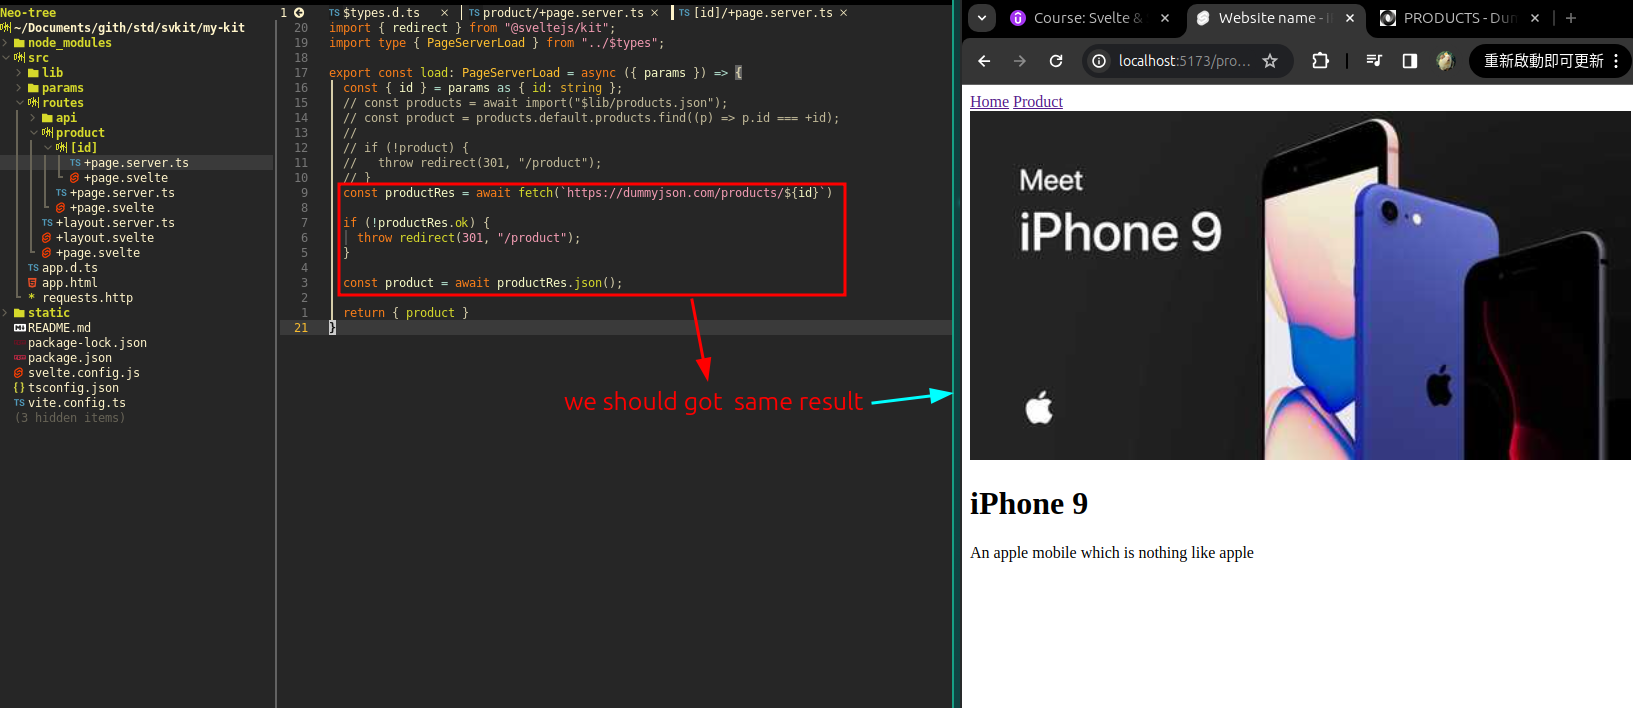 Neo-tree
~/Documents/gith/std/svkit/my-kit
node_modules
src
lib
params
routes
api
product
[id]
TS +page.server.ts
+page.svelte
TS +page.server.ts
+page.svelte
TS +layout.server.ts
+layout.svelte
+page.svelte
TS app.d.ts
app.html
* requests.http
static
README.md
package-lock.json
package.json
svelte.config.js
{} tsconfig.json
TS vite.config.ts
(3 hidden items)
1 TS $types.d.ts × TS product/+page.server.ts × TS [id]/+page.server.ts ×
20 import { redirect } from "@sveltejs/kit";
19 import type { PageServerLoad } from "../$types";
18
17 export const load: PageServerLoad = async ({ params }) => {
16 const { id } = params as { id: string };
15 // const products = await import("$lib/products.json");
14 // const product = products.default.products.find((p) => p.id === +id);
13 //
12 // if (!product) {
11 //   throw redirect(301, "/product");
10 // }
9 const productRes = await fetch(`https://dummyjson.com/products/${id}`)
8
7 if (!productRes.ok) {
6 throw redirect(301, "/product");
5 }
4
3 const product = await productRes.json();
2
1 return { product }
21 }
we should got same result
Course: Svelte & × Website name - × PRODUCTS - Dum × +
localhost:5173/pro...
重新啟動即可更新
Home Product
Meet
iPhone 9
iPhone 9
An apple mobile which is nothing like apple